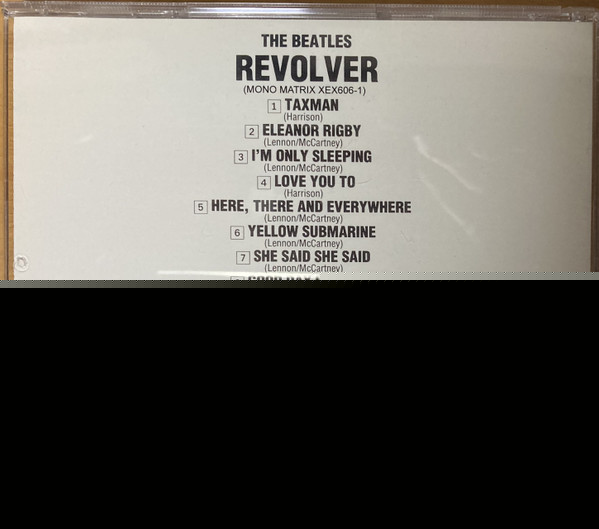 THE BEATLES
REVOLVER
(MONO MATRIX XEX606-1)
1 TAXMAN
(Harrison)
2 ELEANOR RIGBY
(Lennon/McCartney)
3 I'M ONLY SLEEPING
(Lennon/McCartney)
4 LOVE YOU TO
(Harrison)
5 HERE, THERE AND EVERYWHERE
(Lennon/McCartney)
6 YELLOW SUBMARINE
(Lennon/McCartney)
7 SHE SAID SHE SAID
(Lennon/McCartney)